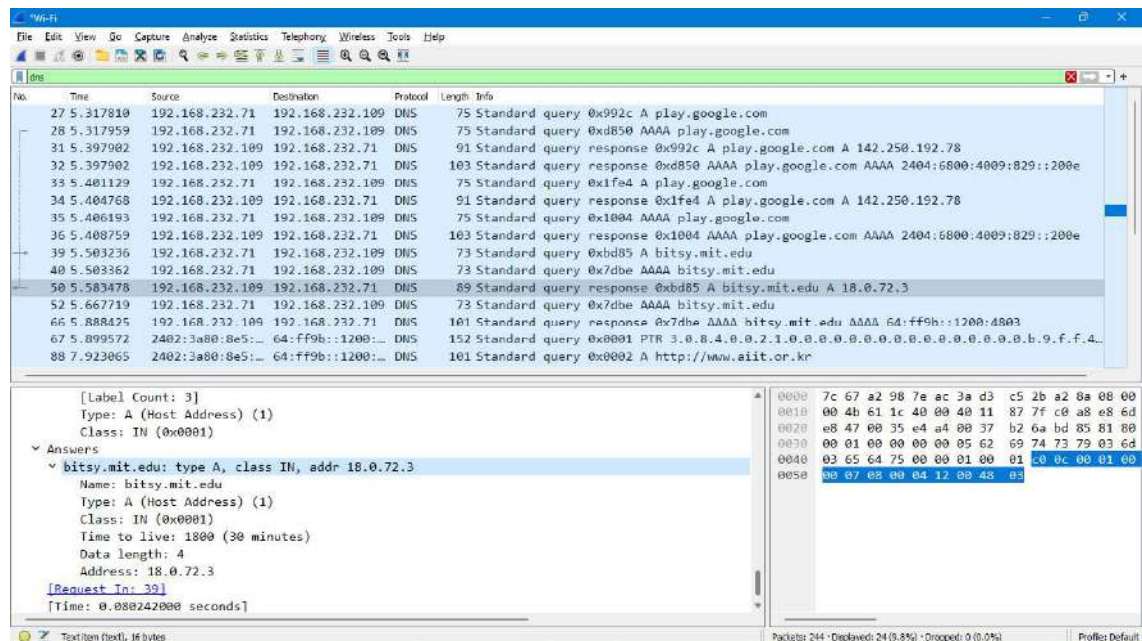 *Wi-Fi
File Edit View Go Capture Analyze Statistics Telephony Wireless Tools Help
dns
No. Time Source Destination Protocol Length Info
27 5.317810 192.168.232.71 192.168.232.109 DNS 75 Standard query 0x992c A play.google.com
28 5.317959 192.168.232.71 192.168.232.109 DNS 75 Standard query 0xd850 AAAA play.google.com
31 5.397902 192.168.232.109 192.168.232.71 DNS 91 Standard query response 0x992c A play.google.com A 142.250.192.78
32 5.397902 192.168.232.109 192.168.232.71 DNS 103 Standard query response 0xd850 AAAA play.google.com AAAA 2404:6800:4009:829::200e
33 5.401129 192.168.232.71 192.168.232.109 DNS 75 Standard query 0x1fe4 A play.google.com
34 5.404768 192.168.232.109 192.168.232.71 DNS 91 Standard query response 0x1fe4 A play.google.com A 142.250.192.78
35 5.406193 192.168.232.71 192.168.232.109 DNS 75 Standard query 0x1004 AAAA play.google.com
36 5.408759 192.168.232.109 192.168.232.71 DNS 103 Standard query response 0x1004 AAAA play.google.com AAAA 2404:6800:4009:829::200e
39 5.503236 192.168.232.71 192.168.232.109 DNS 73 Standard query 0xbd85 A bitsy.mit.edu
40 5.503362 192.168.232.71 192.168.232.109 DNS 73 Standard query 0x7dbe AAAA bitsy.mit.edu
50 5.583478 192.168.232.109 192.168.232.71 DNS 89 Standard query response 0xbd85 A bitsy.mit.edu A 18.0.72.3
52 5.667719 192.168.232.71 192.168.232.109 DNS 73 Standard query 0x7dbe AAAA bitsy.mit.edu
66 5.888425 192.168.232.109 192.168.232.71 DNS 101 Standard query response 0x7dbe AAAA bitsy.mit.edu AAAA 64:ff9b::1200:4803
67 5.899572 2402:3a80:8e5:… 64:ff9b::1200:… DNS 152 Standard query 0x0001 PTR 3.0.8.4.0.0.2.1.0.0.0.0.0.0.0.0.0.0.0.0.0.0.0.0.b.9.f.f.4…
88 7.923065 2402:3a80:8e5:… 64:ff9b::1200:… DNS 101 Standard query 0x0002 A http://www.aiit.or.kr
[Label Count: 3]
Type: A (Host Address) (1)
Class: IN (0x0001)
Answers
bitsy.mit.edu: type A, class IN, addr 18.0.72.3
Name: bitsy.mit.edu
Type: A (Host Address) (1)
Class: IN (0x0001)
Time to live: 1800 (30 minutes)
Data length: 4
Address: 18.0.72.3
[Request In: 39]
[Time: 0.080242000 seconds]
0000 7c 67 a2 98 7e ac 3a d3 c5 2b a2 8a 08 00
0010 00 4b 61 1c 40 00 40 11 87 7f c0 a8 e8 6d
0020 e8 47 00 35 e4 a4 00 37 b2 6a bd 85 81 80
0030 00 01 00 00 00 00 05 62 69 74 73 79 03 6d
0040 03 65 64 75 00 00 01 00 01 c0 0c 00 01 00
0050 00 07 08 00 04 12 00 48 03
Text item (text), 16 bytes
Packets: 244 · Displayed: 24 (9.8%) · Dropped: 0 (0.0%)
Profile: Default